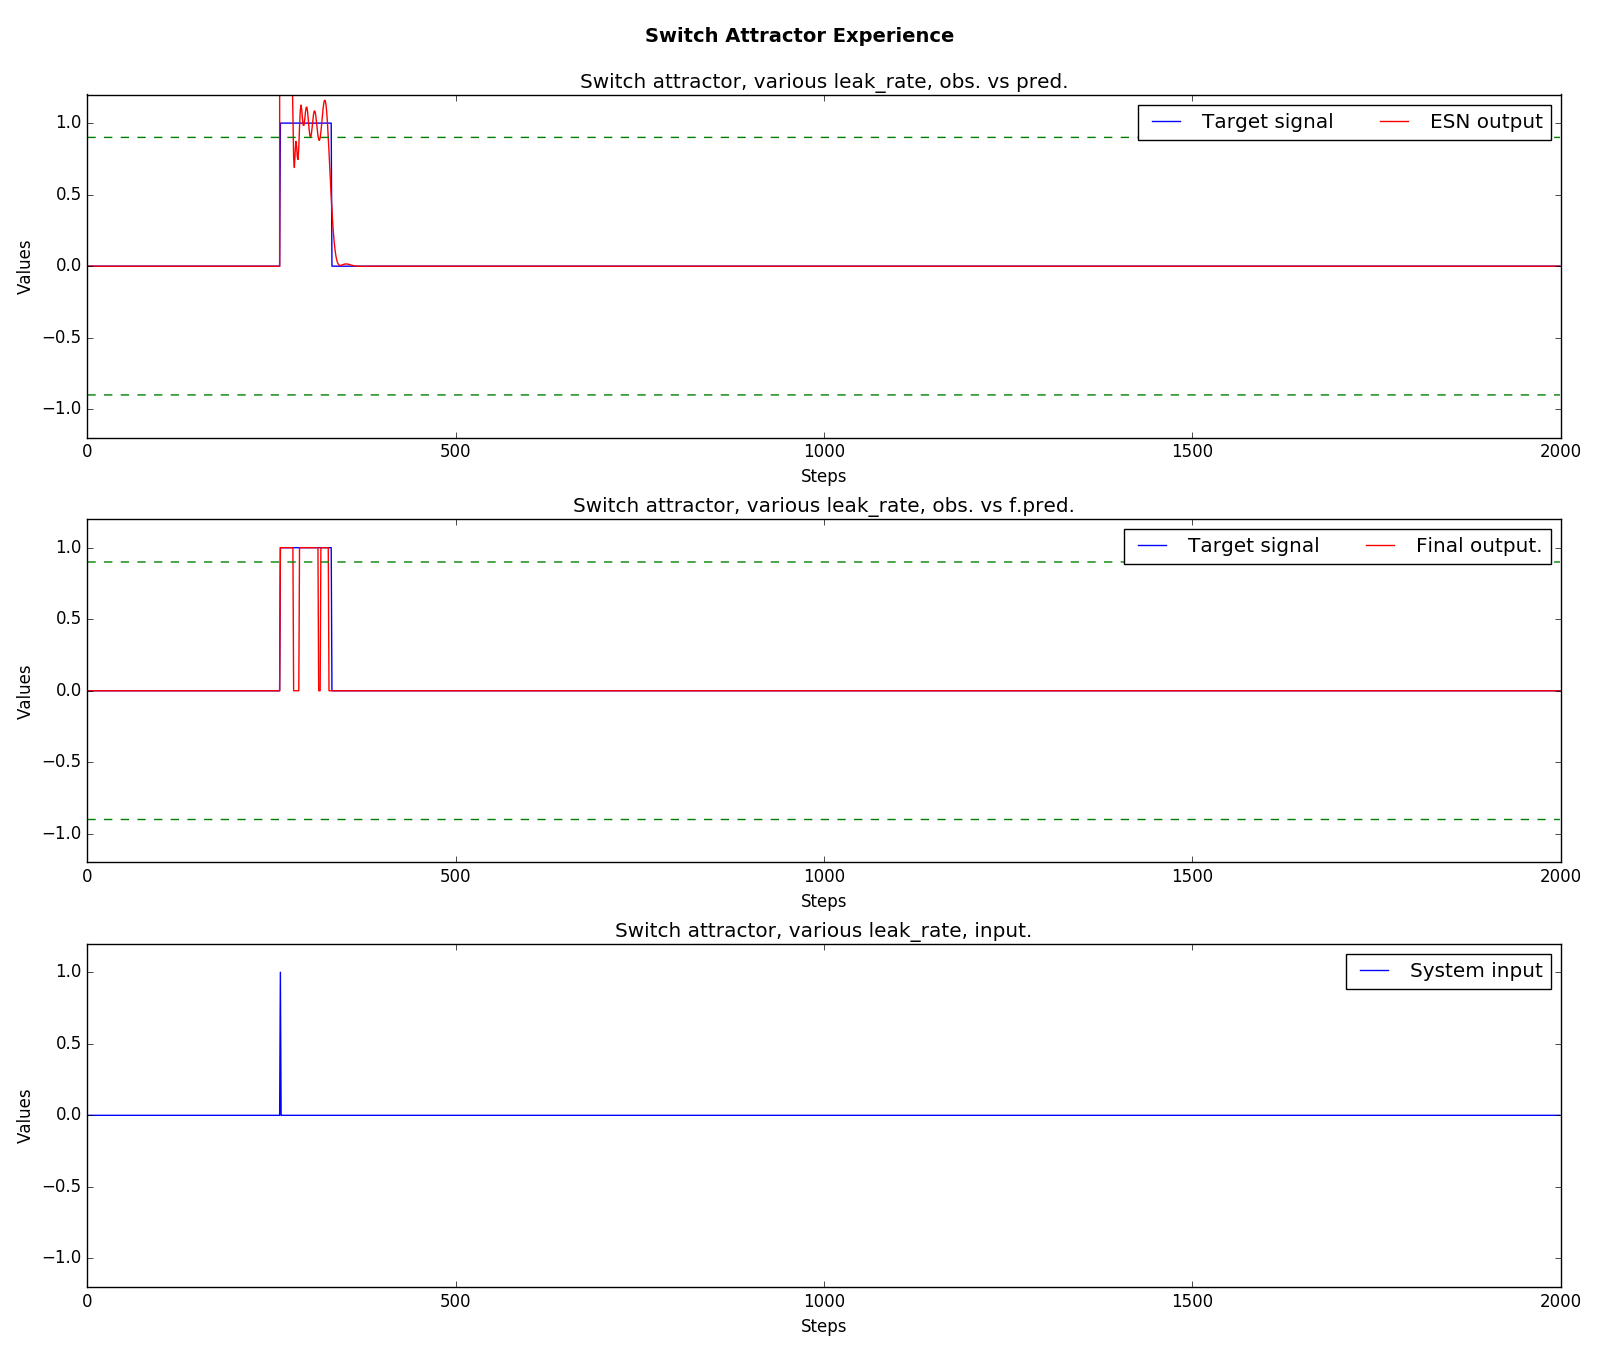 Switch Attractor Experience
Switch attractor, various leak_rate, obs. vs pred.
Target signal ESN output
1.0
0.5
0.0
−0.5
−1.0
Values
0 500 1000 1500 2000
Steps
Switch attractor, various leak_rate, obs. vs f.pred.
Target signal Final output.
1.0
0.5
0.0
−0.5
−1.0
Values
0 500 1000 1500 2000
Steps
Switch attractor, various leak_rate, input.
System input
1.0
0.5
0.0
−0.5
−1.0
Values
0 500 1000 1500 2000
Steps